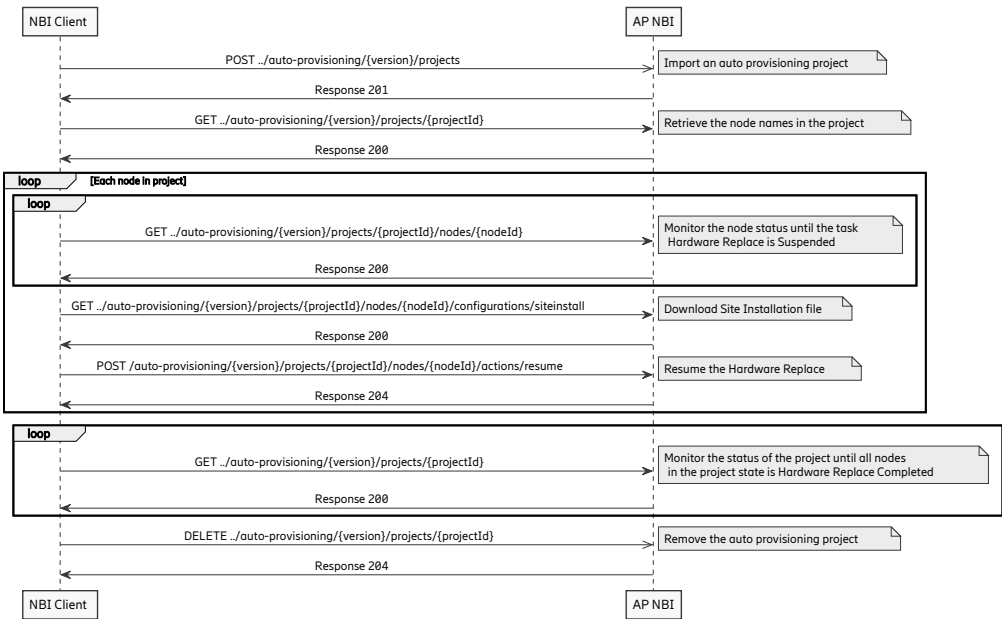 NBI Client
AP NBI
POST ../auto-provisioning/{version}/projects
Import an auto provisioning project
Response 201
GET ../auto-provisioning/{version}/projects/{projectId}
Retrieve the node names in the project
Response 200
loop
[Each node in project]
loop
GET ../auto-provisioning/{version}/projects/{projectId}/nodes/{nodeId}
Monitor the node status until the task
Hardware Replace is Suspended
Response 200
GET ../auto-provisioning/{version}/projects/{projectId}/nodes/{nodeId}/configurations/siteinstall
Download Site Installation file
Response 200
POST /auto-provisioning/{version}/projects/{projectId}/nodes/{nodeId}/actions/resume
Resume the Hardware Replace
Response 204
loop
GET ../auto-provisioning/{version}/projects/{projectId}
Monitor the status of the project until all nodes
in the project state is Hardware Replace Completed
Response 200
DELETE ../auto-provisioning/{version}/projects/{projectId}
Remove the auto provisioning project
Response 204
NBI Client
AP NBI